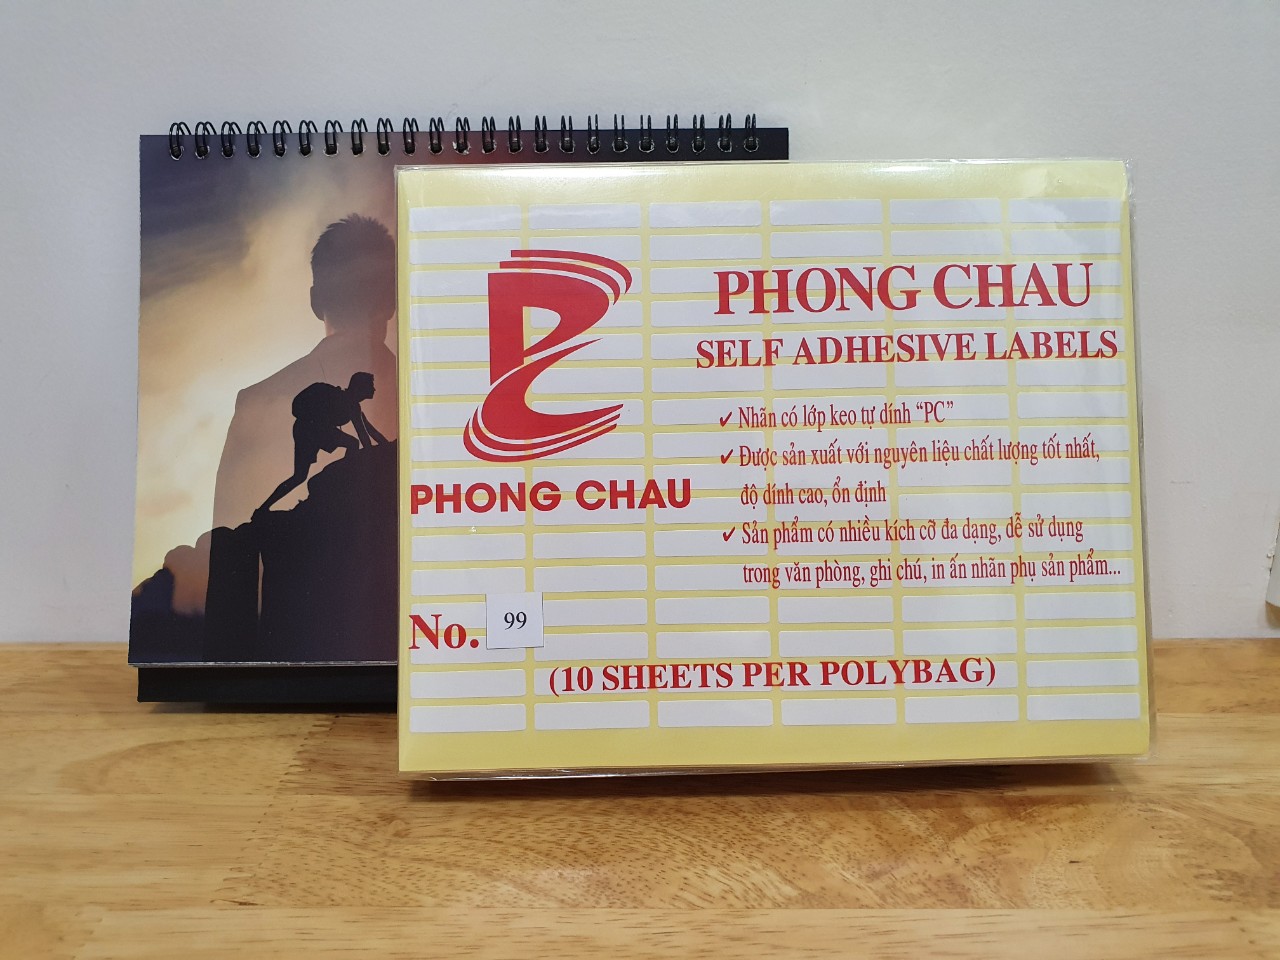 PHONG CHAU
PHONG CHAU
SELF ADHESIVE LABELS
✓ Nhãn có lớp keo tự dính “PC”
✓ Được sản xuất với nguyên liệu chất lượng tốt nhất,
độ dính cao, ổn định
✓ Sản phẩm có nhiều kích cỡ đa dạng, dễ sử dụng
trong văn phòng, ghi chú, in ấn nhãn phụ sản phẩm...
No. 99
(10 SHEETS PER POLYBAG)